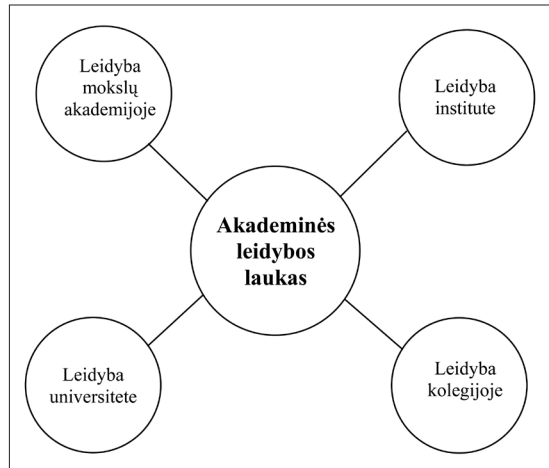 Leidyba
mokslų
akademijoje
Leidyba
institute
Akademinės
leidybos
laukas
Leidyba
universitete
Leidyba
kolegijoje